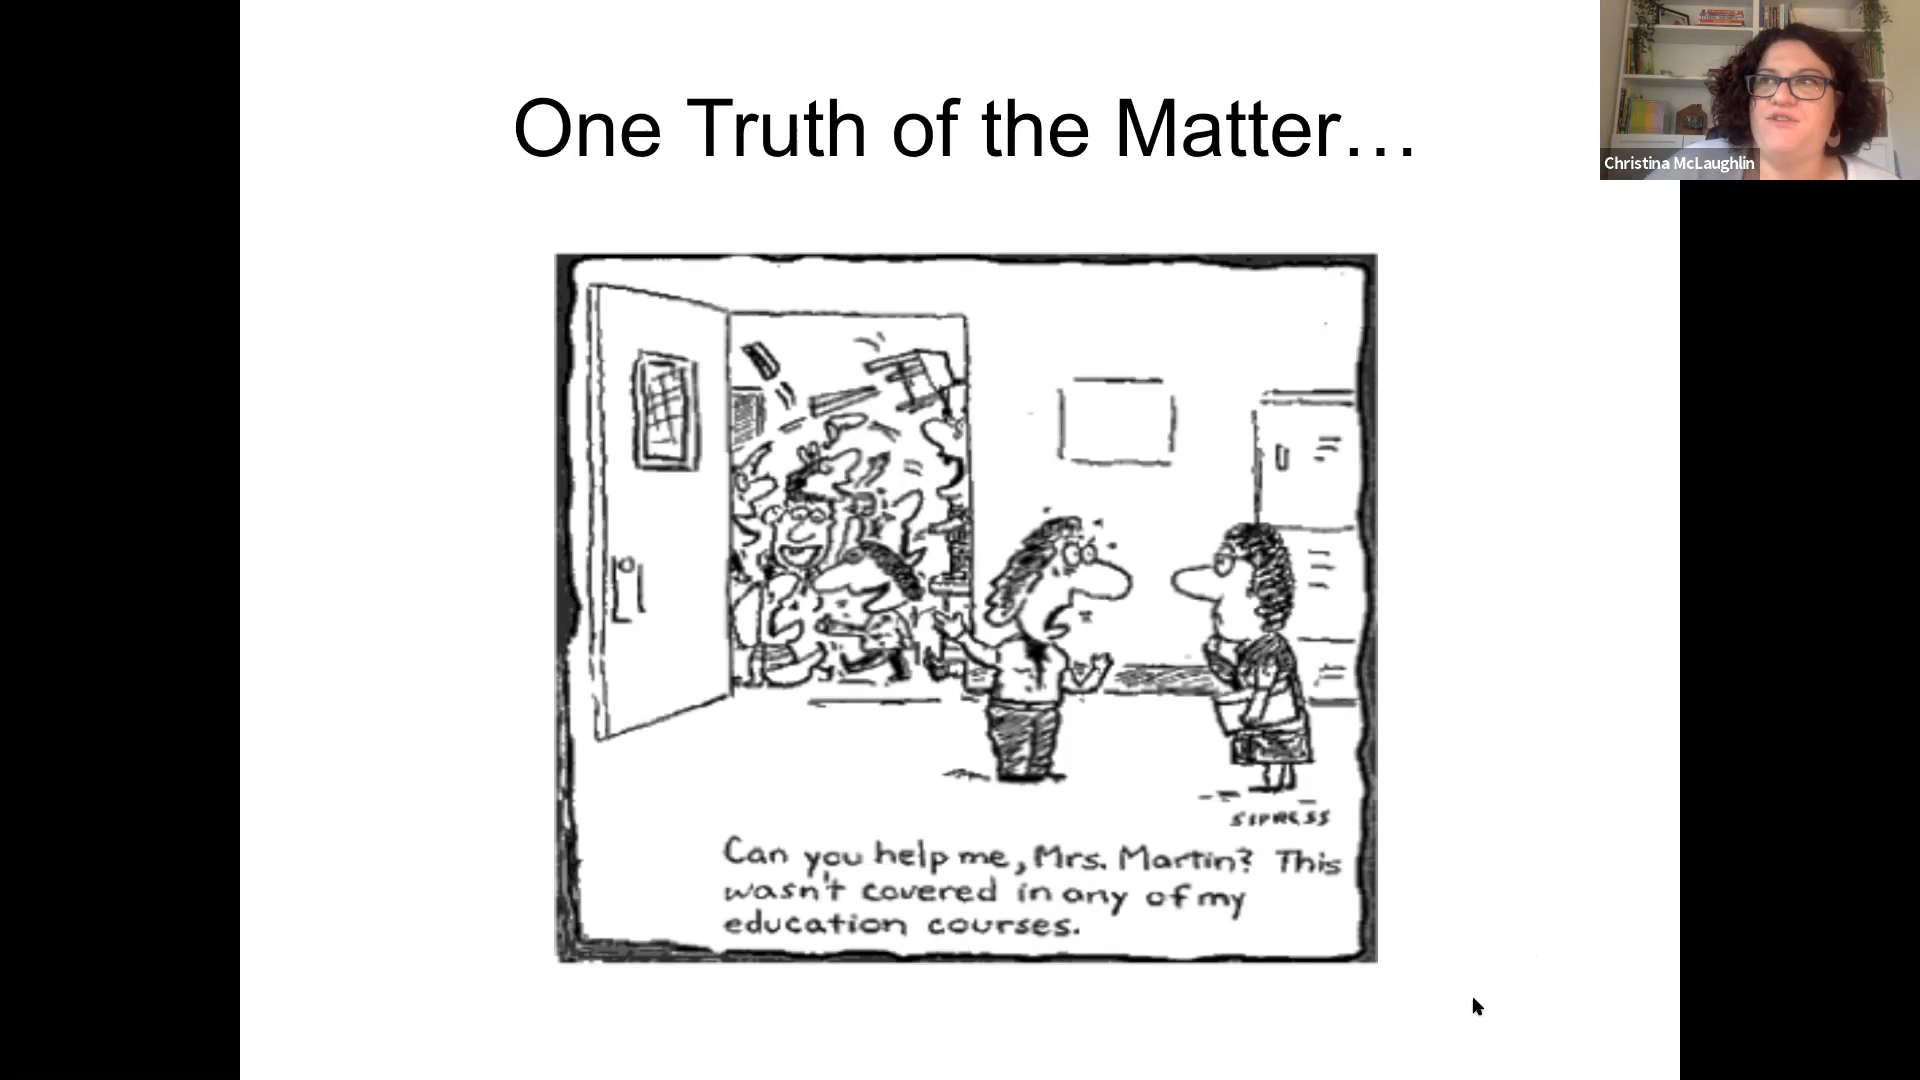 One Truth of the Matter…
Christina McLaughlin
SIPRESS
Can you help me, Mrs. Martin? This
wasn't covered in any of my
education courses.